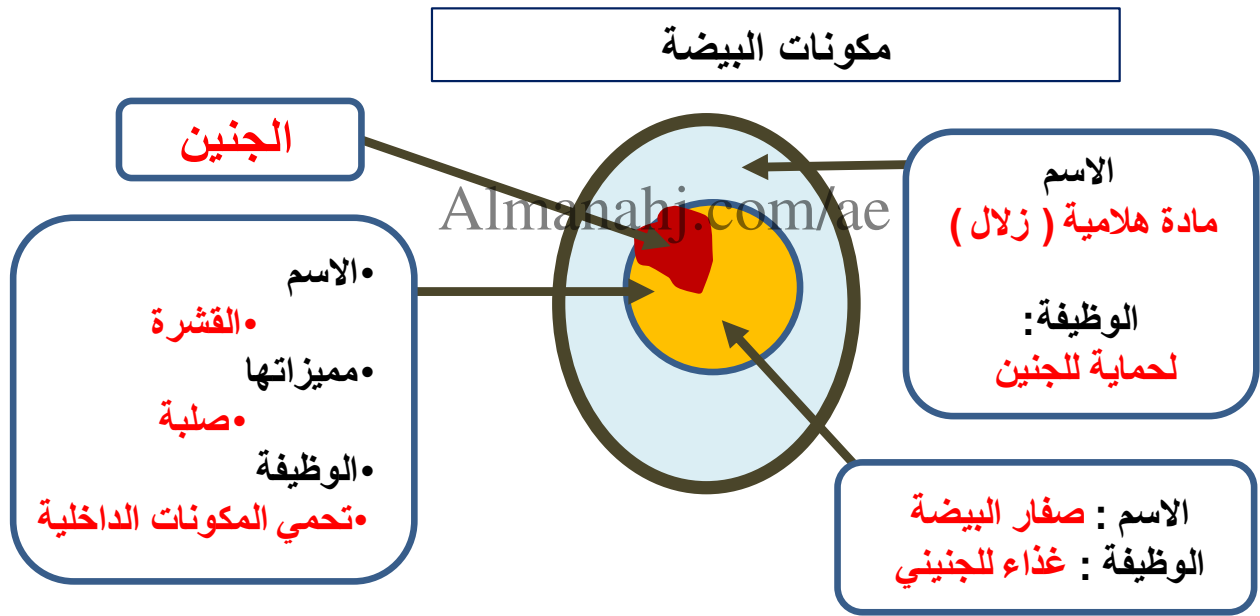 مكونات البيضة
الجنين
Almanahj.com/ae
الاسم
مادة هلامية ( زلال )
الوظيفة:
لحماية للجنين
•الاسم
•القشرة
•مميزاتها
•صلبة
•الوظيفة
•تحمي المكونات الداخلية
الاسم : صفار البيضة
الوظيفة : غذاء للجنيني